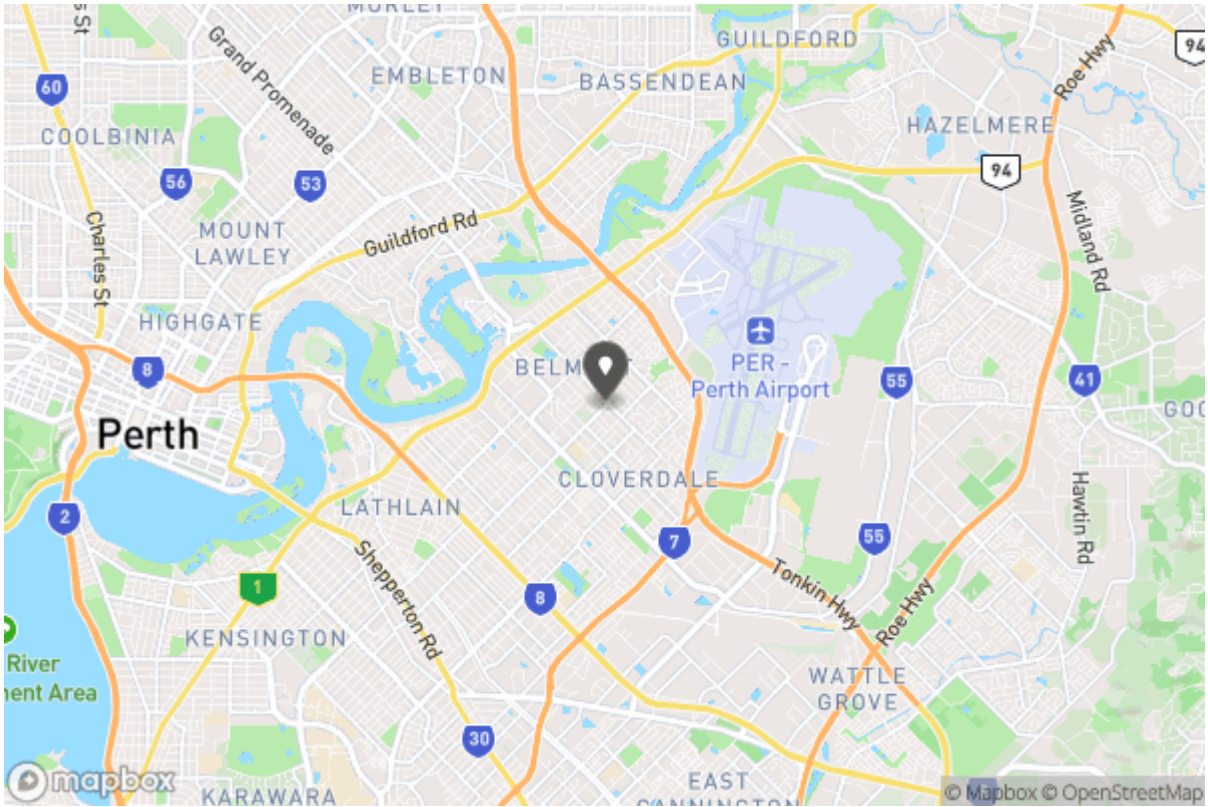 MORLEY
GUILDFORD
94
Grand Promenade
EMBLETON
BASSENDEAN
60
Roe Hwy
COOLBINIA
HAZELMERE
56
53
94
Charles St
MOUNT
LAWLEY
Guildford Rd
Midland Rd
HIGHGATE
8
PER -
Perth Airport
55
41
Perth
CLOVERDALE
LATHLAIN
2
7
55
Hawtin Rd
Shepperton Rd
1
8
Tonkin Hwy
Roe Hwy
KENSINGTON
River
ment Area
WATTLE
GROVE
30
mapbox
KARAWARA
EAST
CANNINGTON
© Mapbox © OpenStreetMap